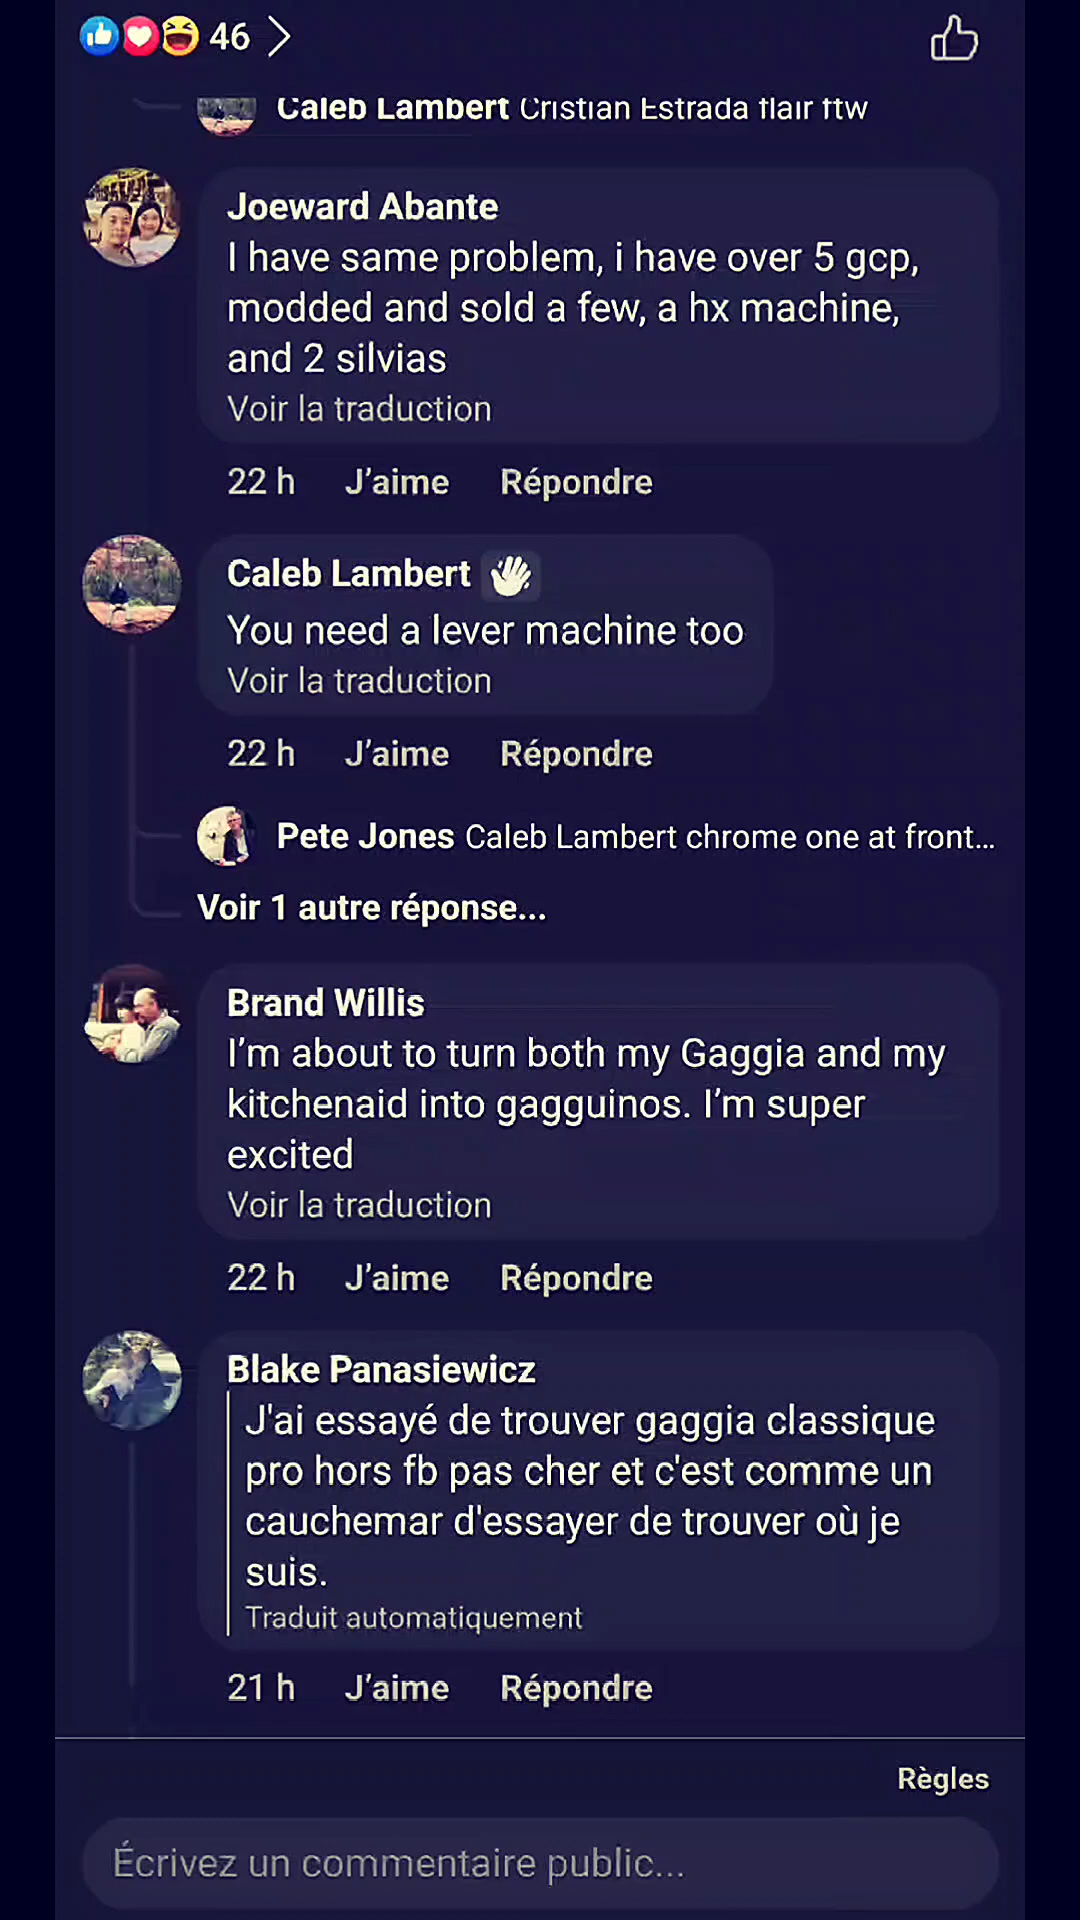 46
Caleb Lambert Cristian Estrada flair ftw
Joeward Abante
I have same problem, i have over 5 gcp,
modded and sold a few, a hx machine,
and 2 silvias
Voir la traduction
22 h J’aime Répondre
Caleb Lambert
You need a lever machine too
Voir la traduction
22 h J’aime Répondre
Pete Jones Caleb Lambert chrome one at front...
Voir 1 autre réponse...
Brand Willis
I’m about to turn both my Gaggia and my
kitchenaid into gagguinos. I’m super
excited
Voir la traduction
22 h J’aime Répondre
Blake Panasiewicz
J'ai essayé de trouver gaggia classique
pro hors fb pas cher et c'est comme un
cauchemar d'essayer de trouver où je
suis.
Traduit automatiquement
21 h J’aime Répondre
Règles
Écrivez un commentaire public...